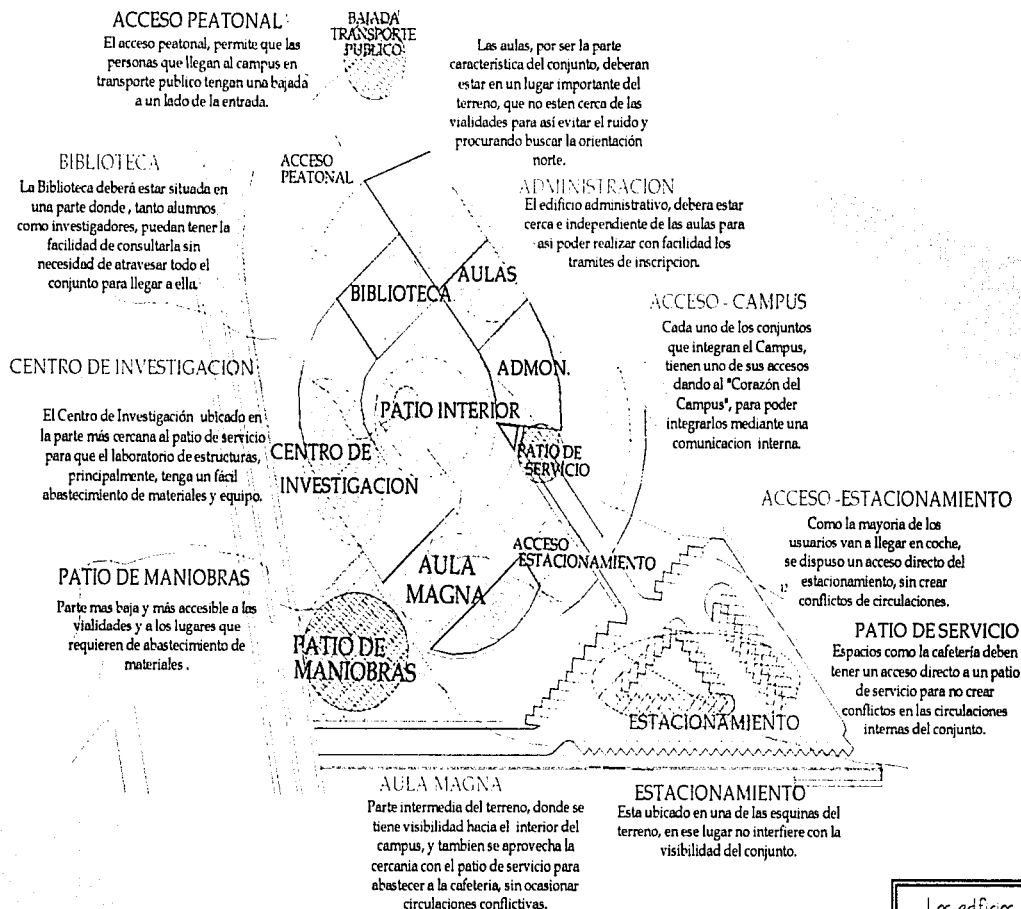 ACCESO PEATONAL
El acceso peatonal, permite que las
personas que llegan al campus en
transporte publico tengan una bajada
a un lado de la entrada.
BAJADA
TRANSPORTE
PUBLICO
Las aulas, por ser la parte
característica del conjunto, deberan
estar en un lugar importante del
terreno, que no esten cerca de las
vialidades para así evitar el ruido y
procurando buscar la orientación
norte.
BIBLIOTECA
La Biblioteca deberá estar situada en
una parte donde, tanto alumnos
como investigadores, puedan tener la
facilidad de consultarla sin
necesidad de atravesar todo el
conjunto para llegar a ella.
ACCESO
PEATONAL
ADMINISTRACION
El edificio administrativo, debera estar
cerca e independiente de las aulas para
asi poder realizar con facilidad los
tramites de inscripcion.
BIBLIOTECA
AULAS
ADMON.
ACCESO - CAMPUS
Cada uno de los conjuntos
que integran el Campus,
tienen uno de sus accesos
dando al "Corazón del
Campus", para poder
integrarlos mediante una
comunicacion interna.
CENTRO DE INVESTIGACION
El Centro de Investigación ubicado en
la parte más cercana al patio de servicio
para que el laboratorio de estructuras,
principalmente, tenga un fácil
abastecimiento de materiales y equipo.
PATIO INTERIOR
PATIO DE
SERVICIO
CENTRO DE
INVESTIGACION
ACCESO -ESTACIONAMIENTO
Como la mayoria de los
usuarios van a llegar en coche,
se dispuso un acceso directo del
estacionamiento, sin crear
conflictos de circulaciones.
ACCESO
ESTACIONAMIENTO
AULA
MAGNA
PATIO DE MANIOBRAS
Parte mas baja y más accesible a las
vialidades y a los lugares que
requieren de abastecimiento de
materiales .
PATIO DE
MANIOBRAS
PATIO DE SERVICIO
Espacios como la cafetería deben
tener un acceso directo a un patio
de servicio para no crear
conflictos en las circulaciones
internas del conjunto.
ESTACIONAMIENTO
AULA MAGNA
Parte intermedia del terreno, donde se
tiene visibilidad hacia el interior del
campus, y tambien se aprovecha la
cercania con el patio de servicio para
abastecer a la cafeteria, sin ocasionar
circulaciones conflictivas.
ESTACIONAMIENTO
Esta ubicado en una de las esquinas del
terreno, en ese lugar no interfiere con la
visibilidad del conjunto.
Los edificios